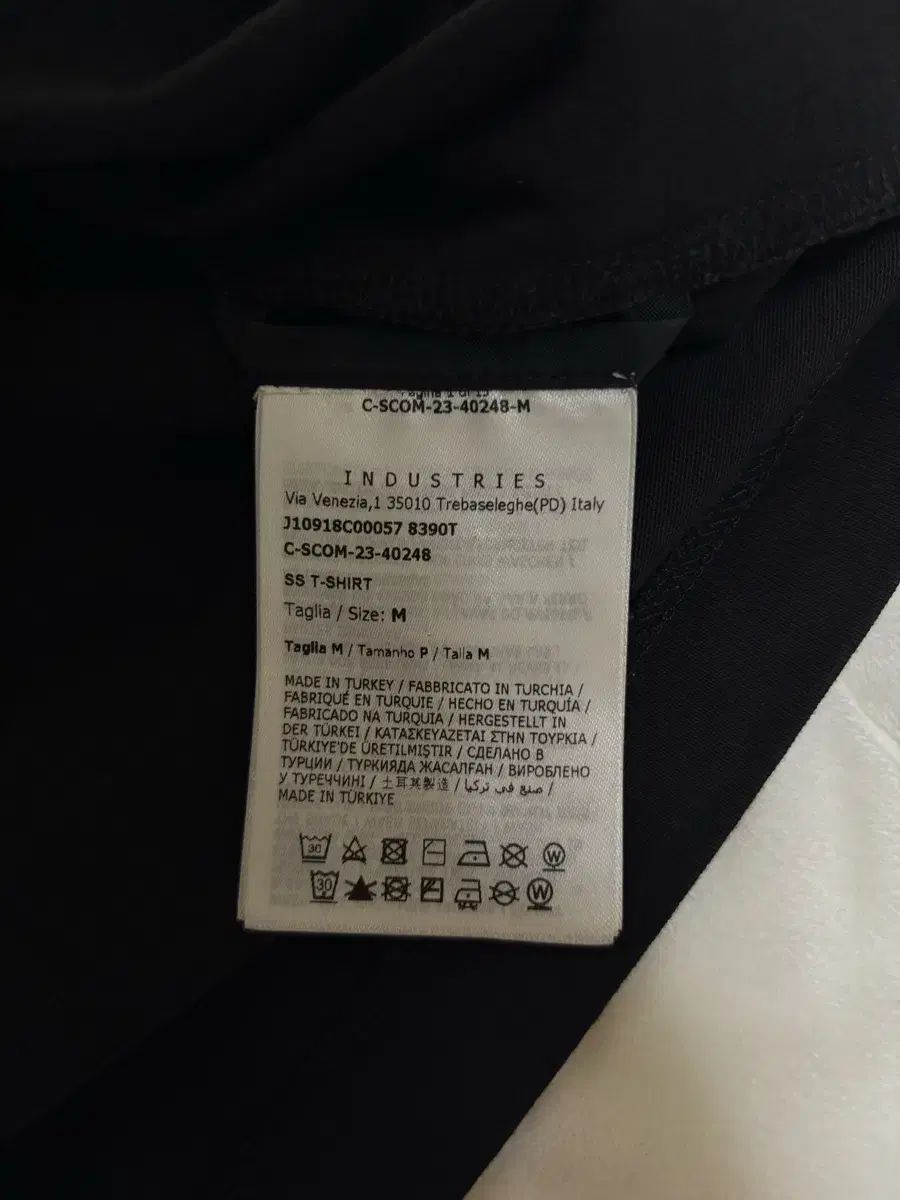 C-SCOM-23-40248-M
INDUSTRIES
Via Venezia,1 35010 Trebaseleghe(PD) Italy
J10918C00057 8390T
C-SCOM-23-40248
SS T-SHIRT
Taglia / Size: M
Taglia M / Tamanho P / Talla M
MADE IN TURKEY / FABBRICATO IN TURCHIA /
FABRIQUÉ EN TURQUIE / HECHO EN TURQUÍA /
FABRICADO NA TURQUIA / HERGESTELLT IN
DER TÜRKEI / ΚΑΤΑΣΚΕΥΑΖΕΤΑΙ ΣΤΗΝ ΤΟΥΡΚΙΑ /
TÜRKIYE'DE ÜRETILMIŞTIR / СДЕЛАНО В
ТУРЦИИ / ТҮРКИЯДА ЖАСАЛҒАН / ВИРОБЛЕНО
У ТУРЕЧЧИНІ / 土耳其製造 / صنع في تركيا /
MADE IN TÜRKIYE
30 W
30 W